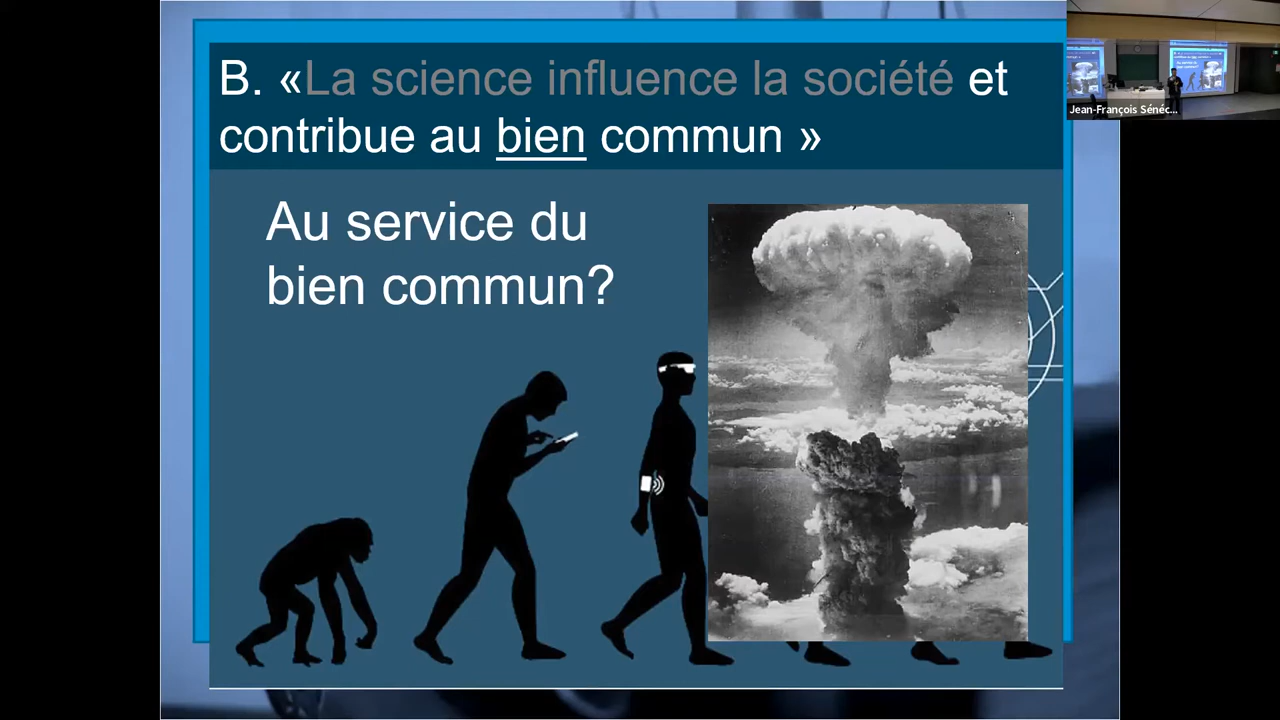 B. «La science influence la société et
contribue au bien commun »
Au service du
bien commun?
Jean-François Sénéc...